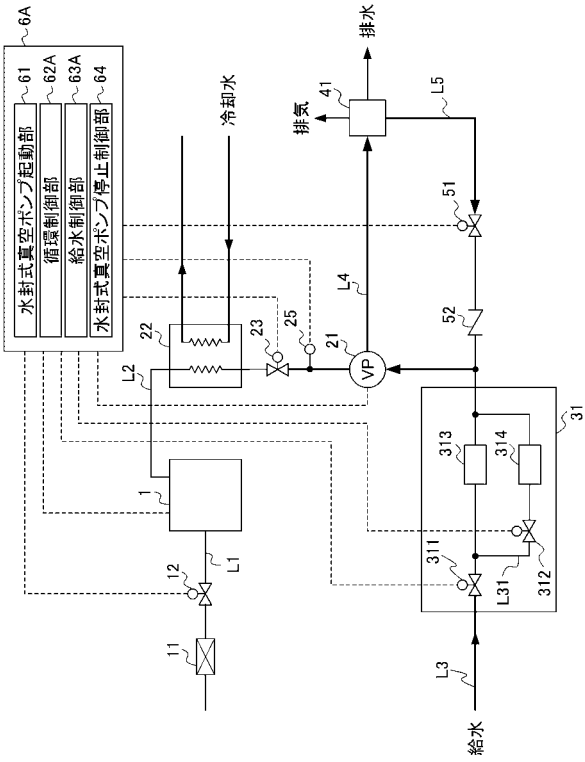 6A
61
62A
63A
64
水封式真空ポンプ起動部
循環制御部
給水制御部
水封式真空ポンプ停止制御部
冷却水
排水
排気
41
L5
51
52
L4
22
23
25
21
VP
L2
1
12
11
L1
31
313
314
311
312
L31
L3
給水